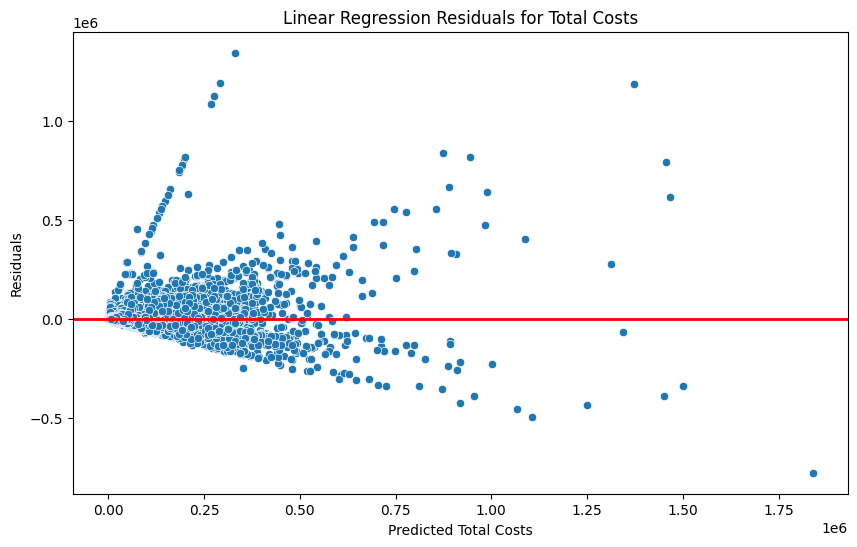 Linear Regression Residuals for Total Costs
1e6
1.0
0.5
0.0
−0.5
Residuals
0.00 0.25 0.50 0.75 1.00 1.25 1.50 1.75
1e6
Predicted Total Costs